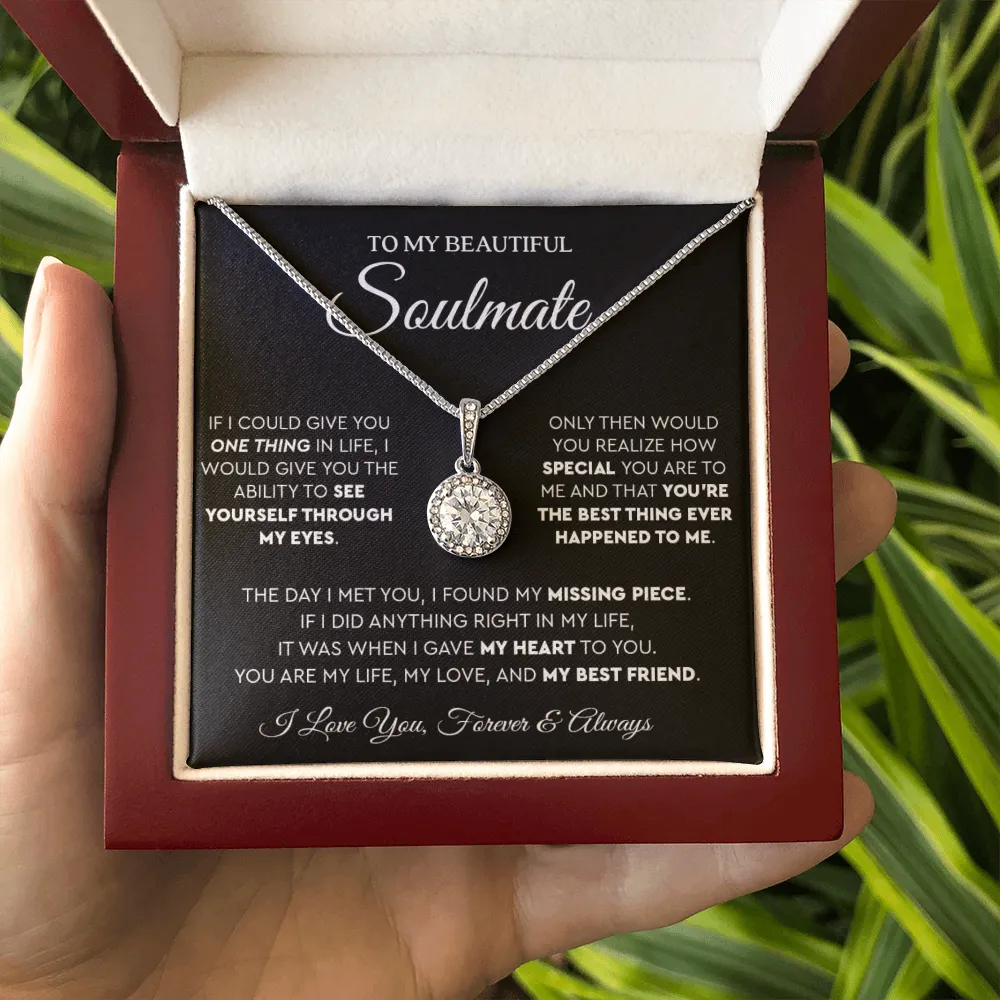 TO MY BEAUTIFUL
Soulmate
IF I COULD GIVE YOU
ONE THING IN LIFE, I
WOULD GIVE YOU THE
ABILITY TO SEE
YOURSELF THROUGH
MY EYES.
ONLY THEN WOULD
YOU REALIZE HOW
SPECIAL YOU ARE TO
ME AND THAT YOU'RE
THE BEST THING EVER
HAPPENED TO ME.
THE DAY I MET YOU, I FOUND MY MISSING PIECE.
IF I DID ANYTHING RIGHT IN MY LIFE,
IT WAS WHEN I GAVE MY HEART TO YOU.
YOU ARE MY LIFE, MY LOVE, AND MY BEST FRIEND.
I Love You, Forever & Always